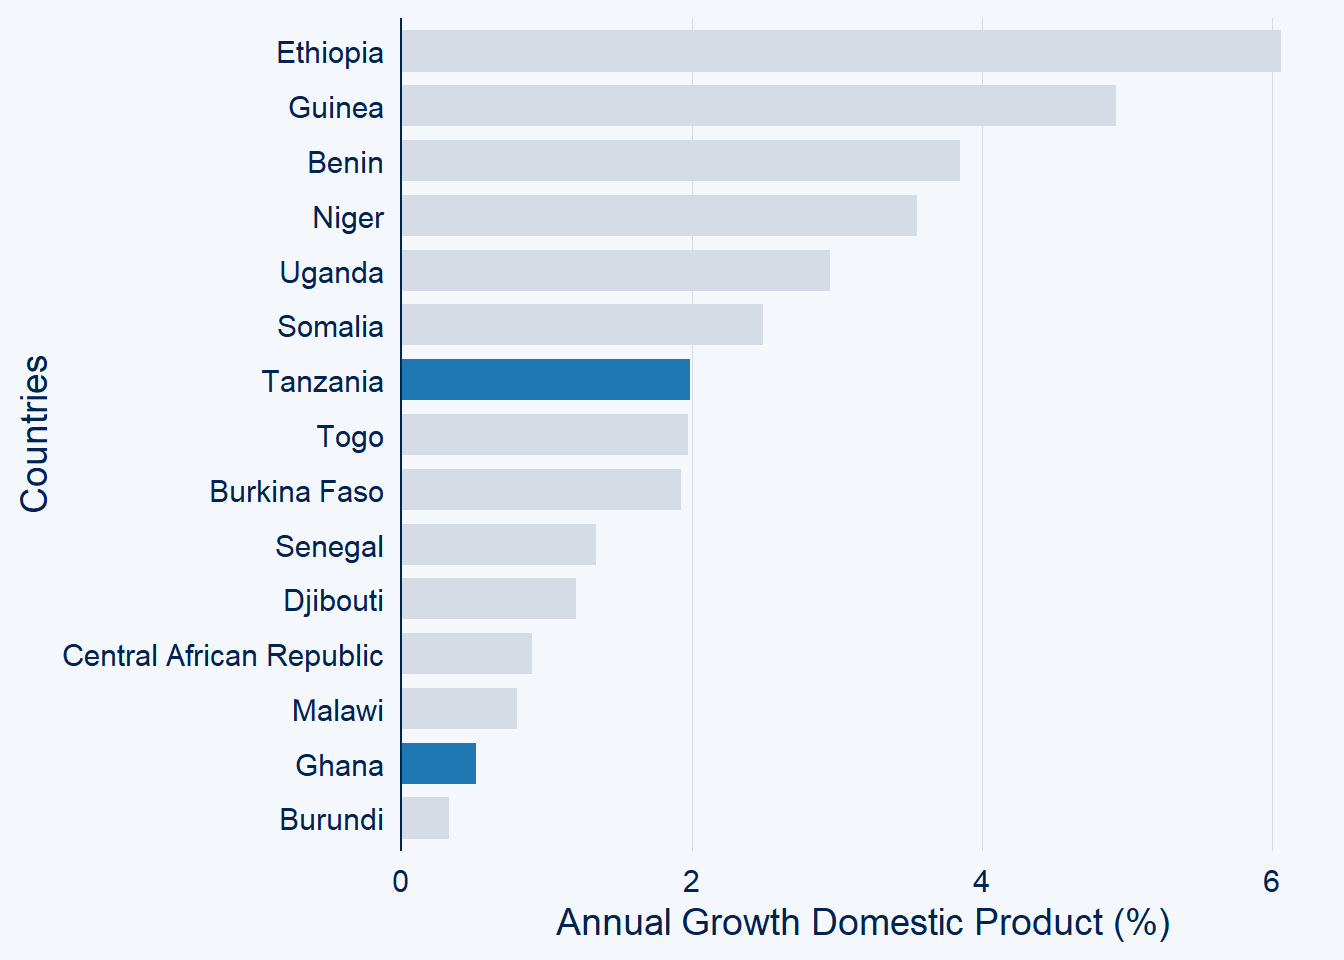 Ethiopia
Guinea
Benin
Niger
Uganda
Somalia
Tanzania
Togo
Burkina Faso
Senegal
Djibouti
Central African Republic
Malawi
Ghana
Burundi
Countries
0 2 4 6
Annual Growth Domestic Product (%)